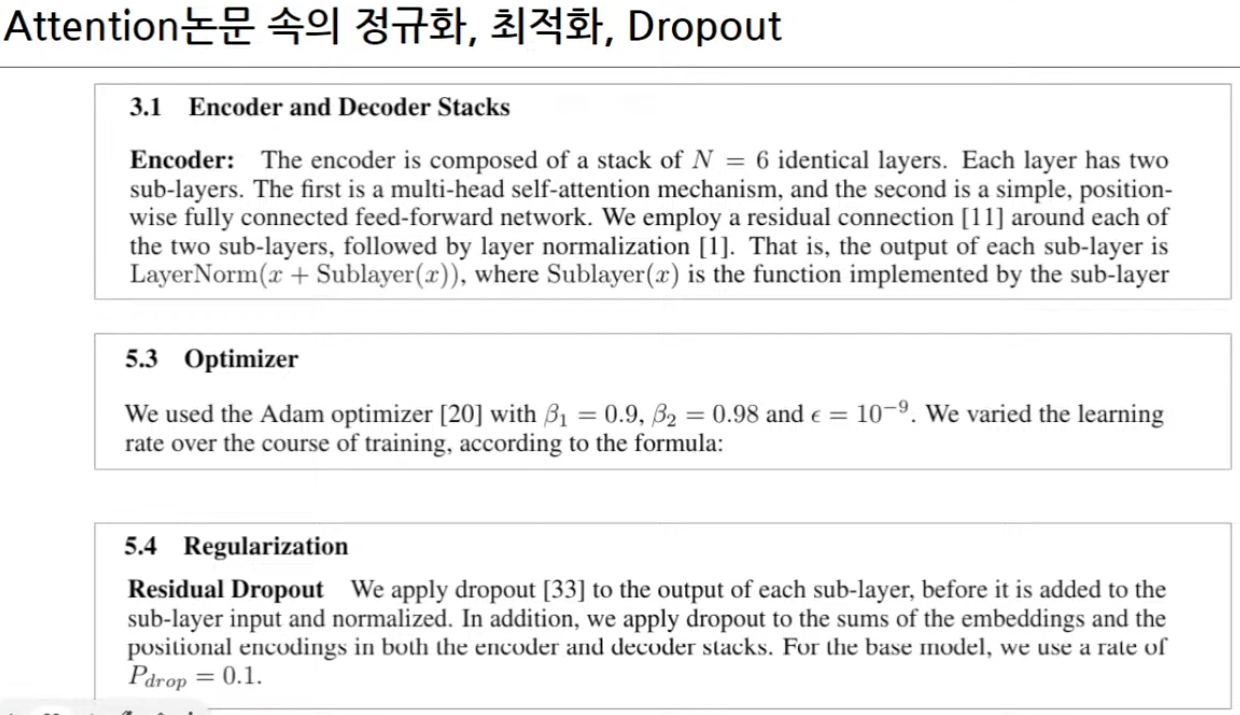 Attention논문 속의 정규화, 최적화, Dropout
3.1 Encoder and Decoder Stacks
Encoder: The encoder is composed of a stack of N = 6 identical layers. Each layer has two
sub-layers. The first is a multi-head self-attention mechanism, and the second is a simple, position-
wise fully connected feed-forward network. We employ a residual connection [11] around each of
the two sub-layers, followed by layer normalization [1]. That is, the output of each sub-layer is
LayerNorm(x + Sublayer(x)), where Sublayer(x) is the function implemented by the sub-layer
5.3 Optimizer
We used the Adam optimizer [20] with β₁ = 0.9, β₂ = 0.98 and ϵ = 10⁻⁹. We varied the learning
rate over the course of training, according to the formula:
5.4 Regularization
Residual Dropout We apply dropout [33] to the output of each sub-layer, before it is added to the
sub-layer input and normalized. In addition, we apply dropout to the sums of the embeddings and the
positional encodings in both the encoder and decoder stacks. For the base model, we use a rate of
P_drop = 0.1.